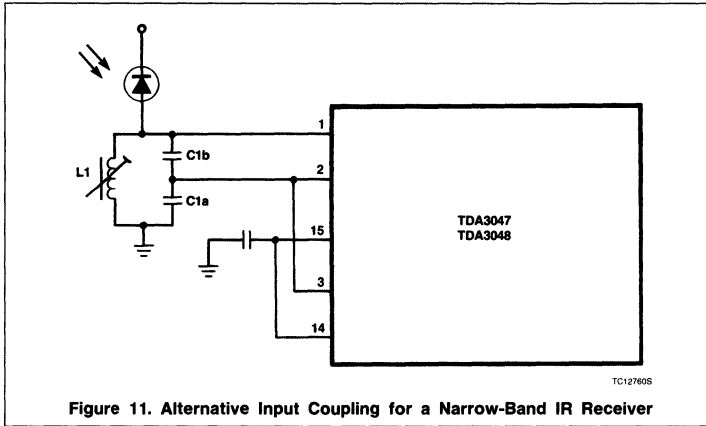 1
C1b
L1
2
C1a
TDA3047
TDA3048
15
3
14
TC12760S
Figure 11. Alternative Input Coupling for a Narrow-Band IR Receiver